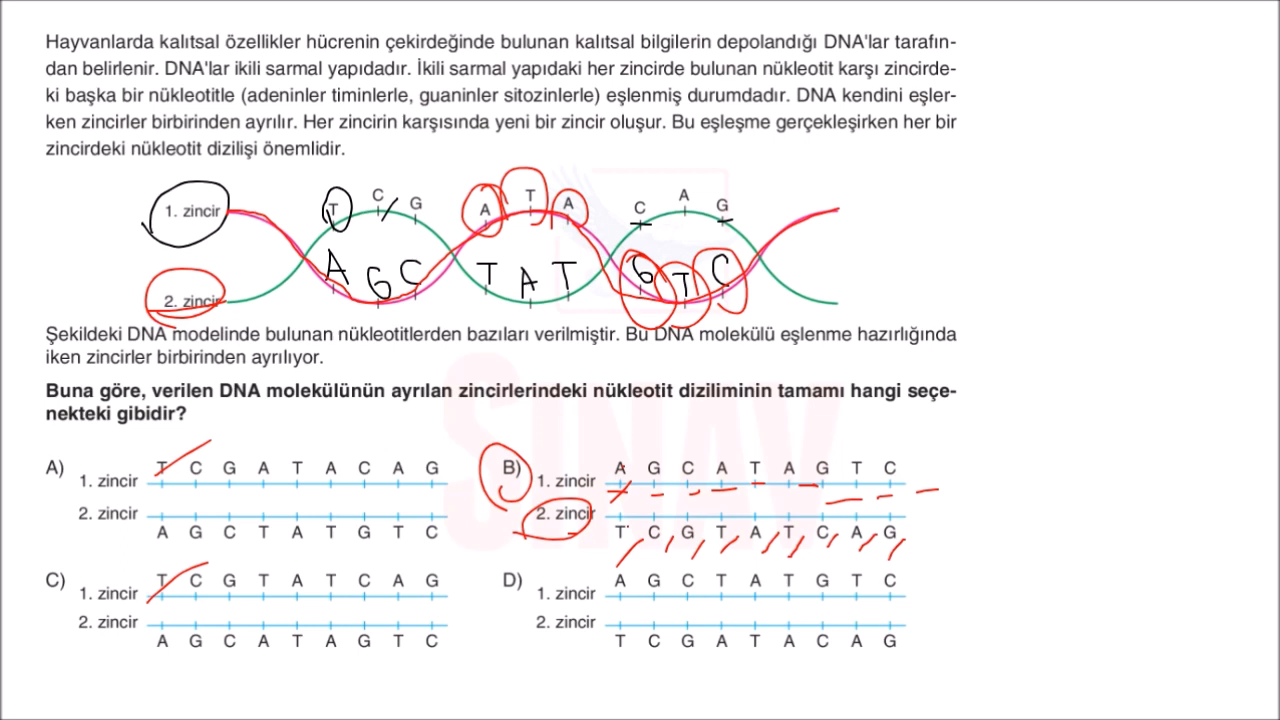 Hayvanlarda kalıtsal özellikler hücrenin çekirdeğinde bulunan kalıtsal bilgilerin depolandığı DNA'lar tarafın-
dan belirlenir. DNA'lar ikili sarmal yapıdadır. İkili sarmal yapıdaki her zincirde bulunan nükleotit karşı zincirde-
ki başka bir nükleotitle (adeninler timinlerle, guaninler sitozinlerle) eşlenmiş durumdadır. DNA kendini eşler-
ken zincirler birbirinden ayrılır. Her zincirin karşısında yeni bir zincir oluşur. Bu eşleşme gerçekleşirken her bir
zincirdeki nükleotit dizilişi önemlidir.
1. zincir T C G A T A C A G
2. zincir A G C T A T G T C
Şekildeki DNA modelinde bulunan nükleotitlerden bazıları verilmiştir. Bu DNA molekülü eşlenme hazırlığında
iken zincirler birbirinden ayrılıyor.
Buna göre, verilen DNA molekülünün ayrılan zincirlerindeki nükleotit diziliminin tamamı hangi seçe-
nekteki gibidir?
SINAV
A)
1. zincir T C G A T A C A G
2. zincir A G C T A T G T C
B)
1. zincir A G C A T A G T C
2. zincir T C G T A T C A G
C)
1. zincir T C G T A T C A G
2. zincir A G C A T A G T C
D)
1. zincir A G C T A T G T C
2. zincir T C G A T A C A G